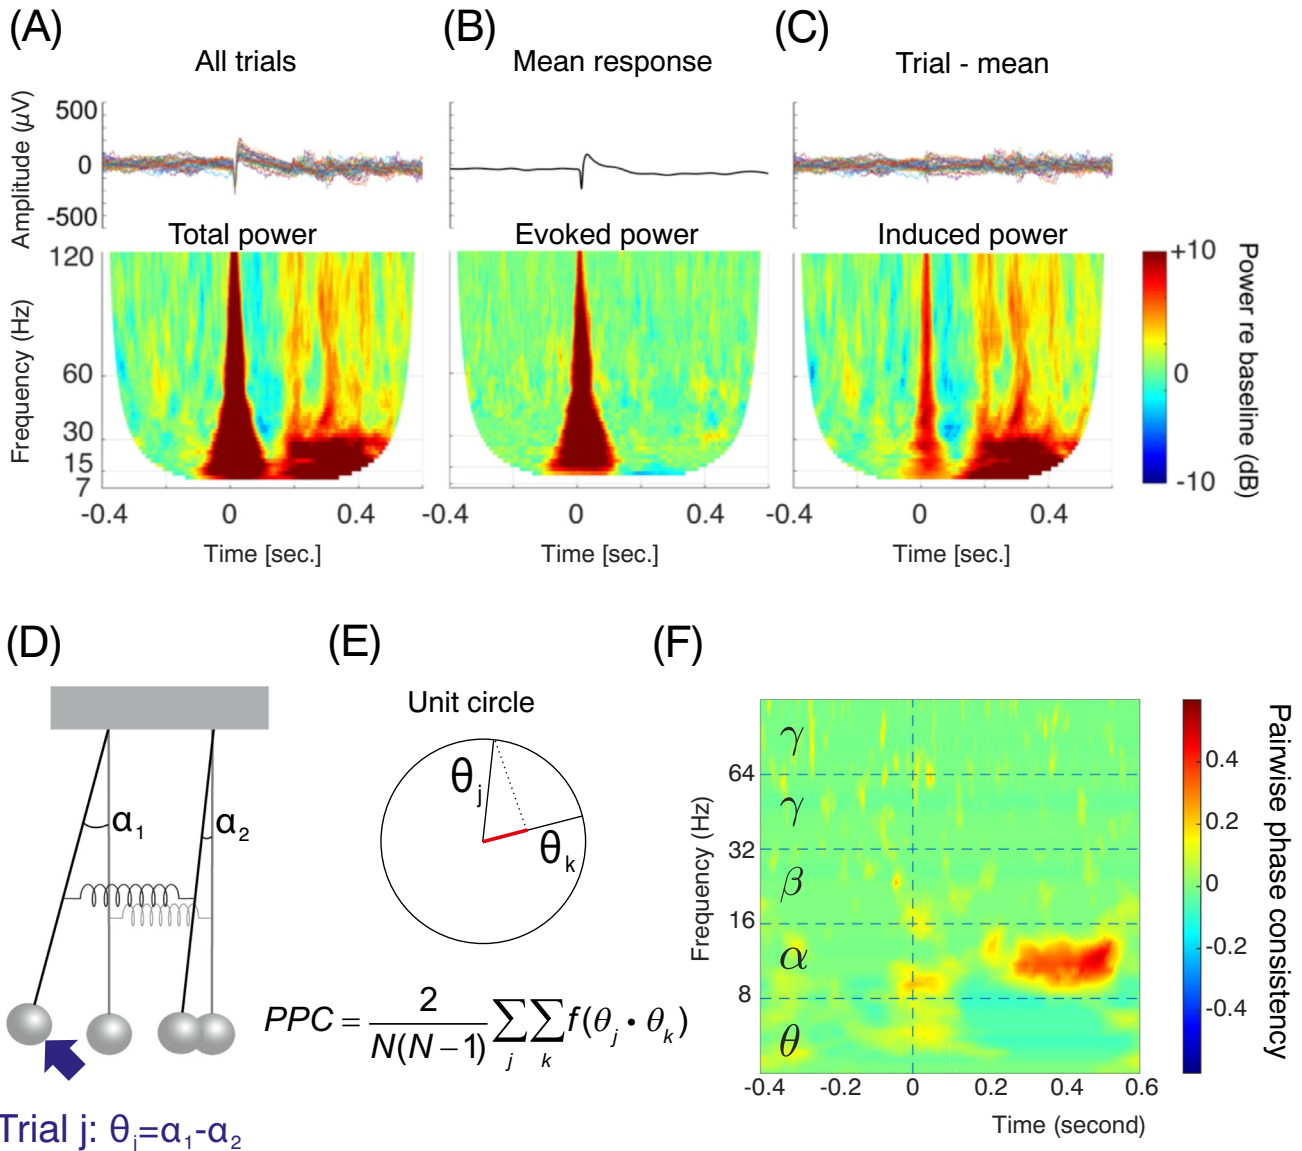 (A)
All trials
Amplitude (μV)
500
0
-500
Total power
Frequency (Hz)
120
60
30
15
7
-0.4
0
0.4
Time [sec.]
(B)
Mean response
Evoked power
-0.4
0
0.4
Time [sec.]
(C)
Trial - mean
Induced power
-0.4
0
0.4
Time [sec.]
+10
0
-10
Power re baseline (dB)
(D)
α₁
α₂
Trial j: θⱼ=α₁-α₂
(E)
Unit circle
θⱼ
θₖ
PPC = 2 / N(N-1) ∑ⱼ ∑ₖ f(θⱼ • θₖ)
(F)
Frequency (Hz)
64
32
16
8
γ
γ
β
α
θ
-0.4
-0.2
0
0.2
0.4
0.6
Time (second)
0.4
0.2
0
-0.2
-0.4
Pairwise phase consistency